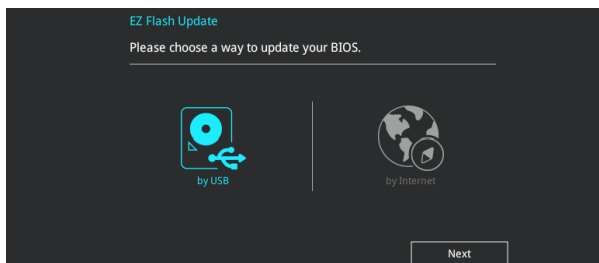 EZ Flash Update
Please choose a way to update your BIOS.
by USB
by Internet
Next